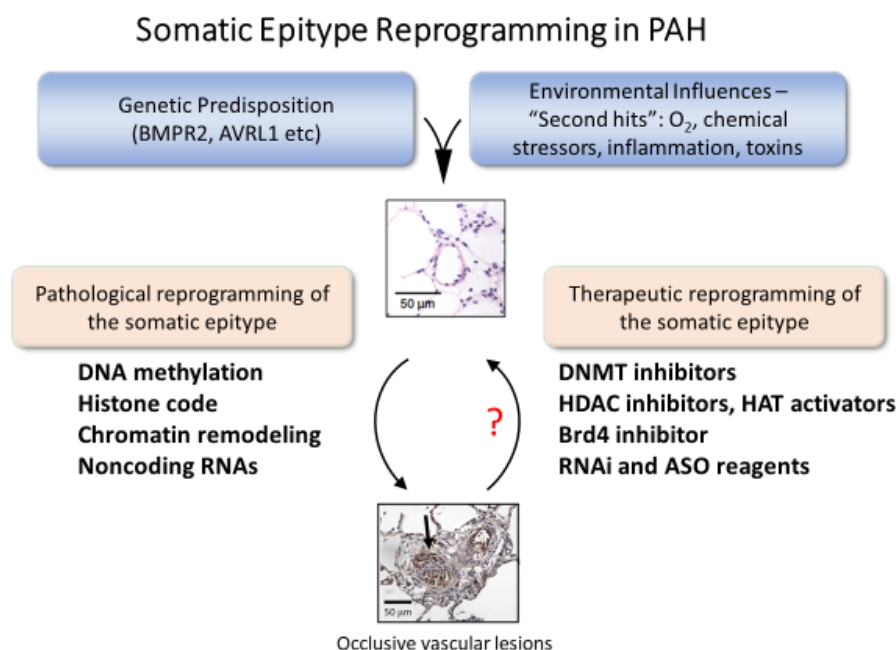 Somatic Epitype Reprogramming in PAH
Genetic Predisposition
(BMPR2, AVRL1 etc)
Environmental Influences –
“Second hits”: O₂, chemical
stressors, inflammation, toxins
50 µm
Pathological reprogramming of
the somatic epitype
DNA methylation
Histone code
Chromatin remodeling
Noncoding RNAs
Therapeutic reprogramming of
the somatic epitype
DNMT inhibitors
HDAC inhibitors, HAT activators
Brd4 inhibitor
RNAi and ASO reagents
?
50 µm
Occlusive vascular lesions